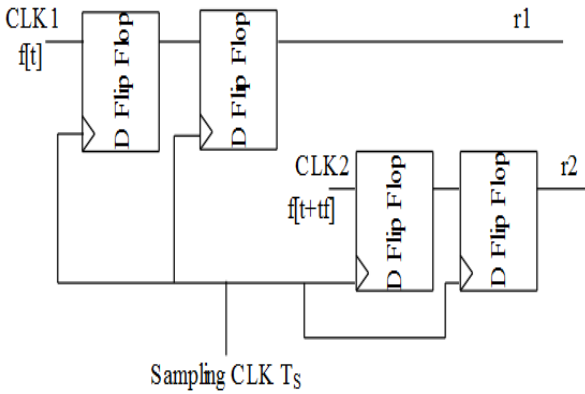 CLK1
f[t]
D Flip Flop
D Flip Flop
r1
CLK2
f[t+tf]
D Flip Flop
D Flip Flop
r2
Sampling CLK TS